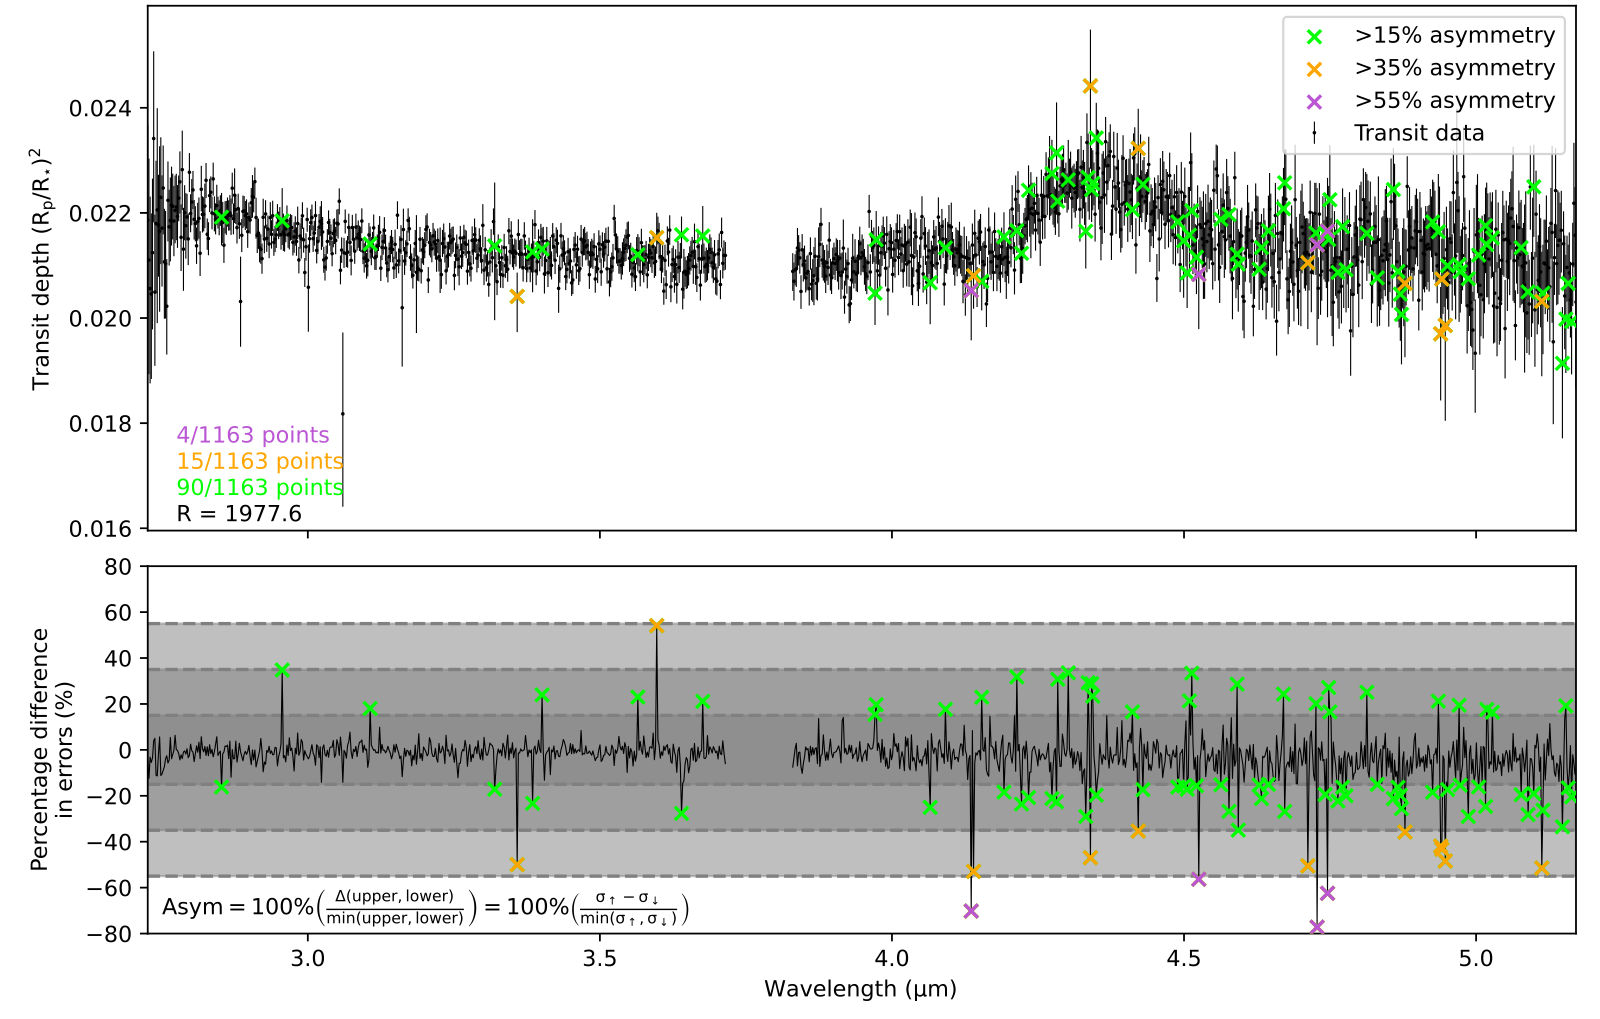 Transit depth (Rp/R⋆)²
0.024
0.022
0.020
0.018
0.016
>15% asymmetry
>35% asymmetry
>55% asymmetry
Transit data
4/1163 points
15/1163 points
90/1163 points
R = 1977.6
Percentage difference
in errors (%)
80
60
40
20
0
−20
−40
−60
−80
Asym = 100%(Δ(upper, lower)/min(upper, lower)) = 100%(σ↑ − σ↓/min(σ↑, σ↓))
3.0 3.5 4.0 4.5 5.0
Wavelength (μm)